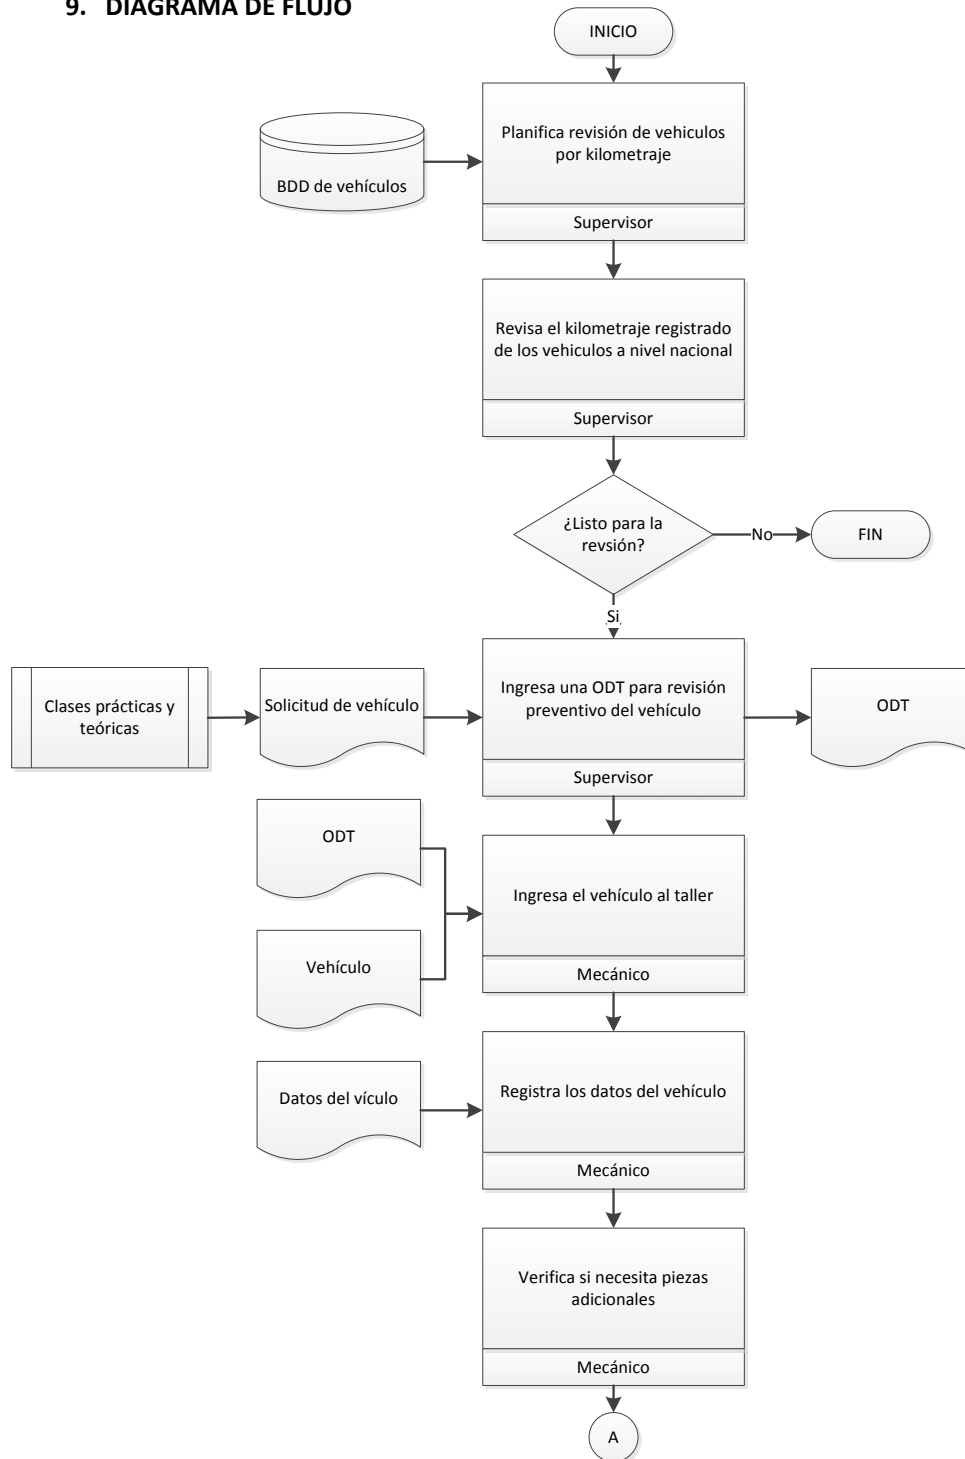 9. DIAGRAMA DE FLUJO
INICIO
Planifica revisión de vehiculos
por kilometraje
BDD de vehículos
Supervisor
Revisa el kilometraje registrado
de los vehiculos a nivel nacional
Supervisor
¿Listo para la
revsión?
No
FIN
Si
Clases prácticas y
teóricas
Solicitud de vehículo
Ingresa una ODT para revisión
preventivo del vehículo
ODT
Supervisor
ODT
Ingresa el vehículo al taller
Vehículo
Mecánico
Datos del vículo
Registra los datos del vehículo
Mecánico
Verifica si necesita piezas
adicionales
Mecánico
A